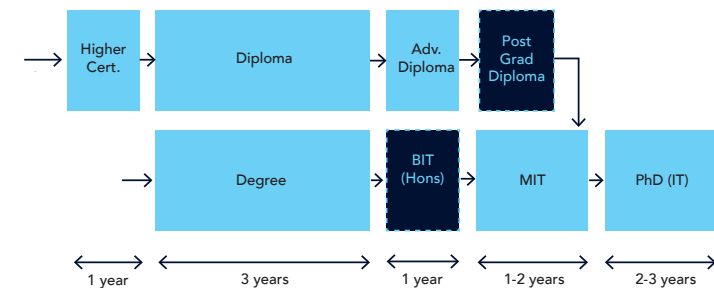 Higher
Cert.
Diploma
Adv.
Diploma
Post
Grad
Diploma
Degree
BIT
(Hons)
MIT
PhD (IT)
1 year
3 years
1 year
1-2 years
2-3 years